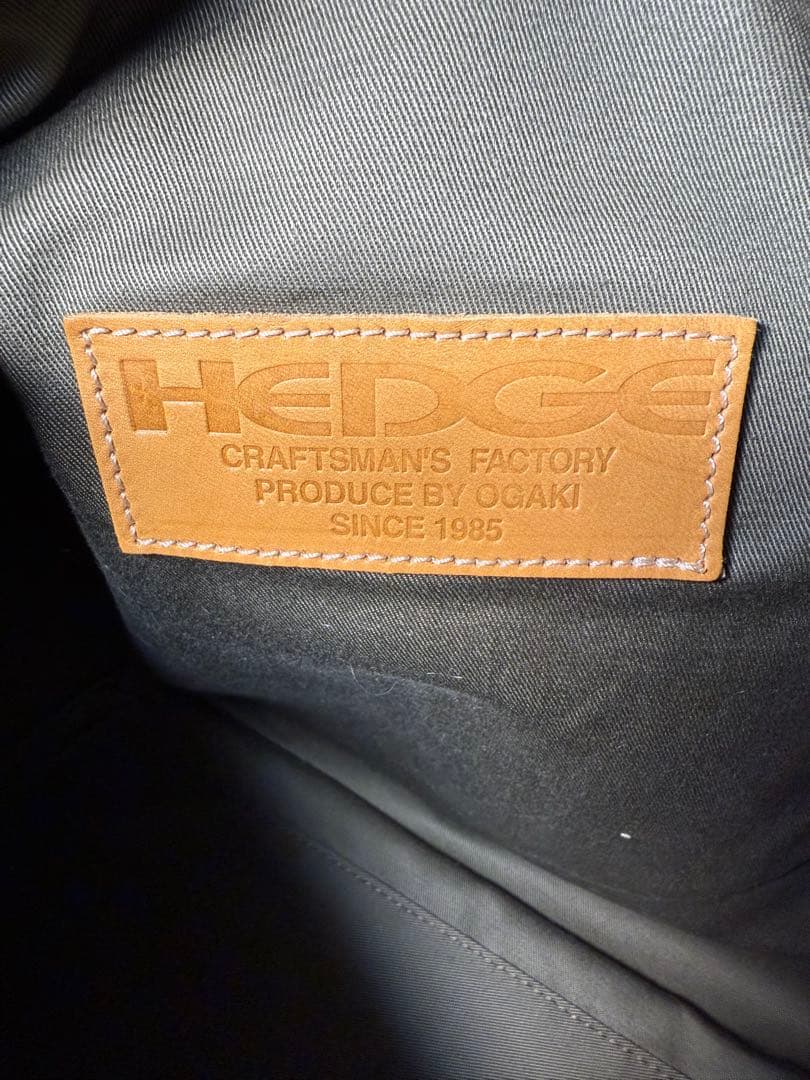 HEDGE
CRAFTSMAN'S FACTORY
PRODUCE BY OGAKI
SINCE 1985